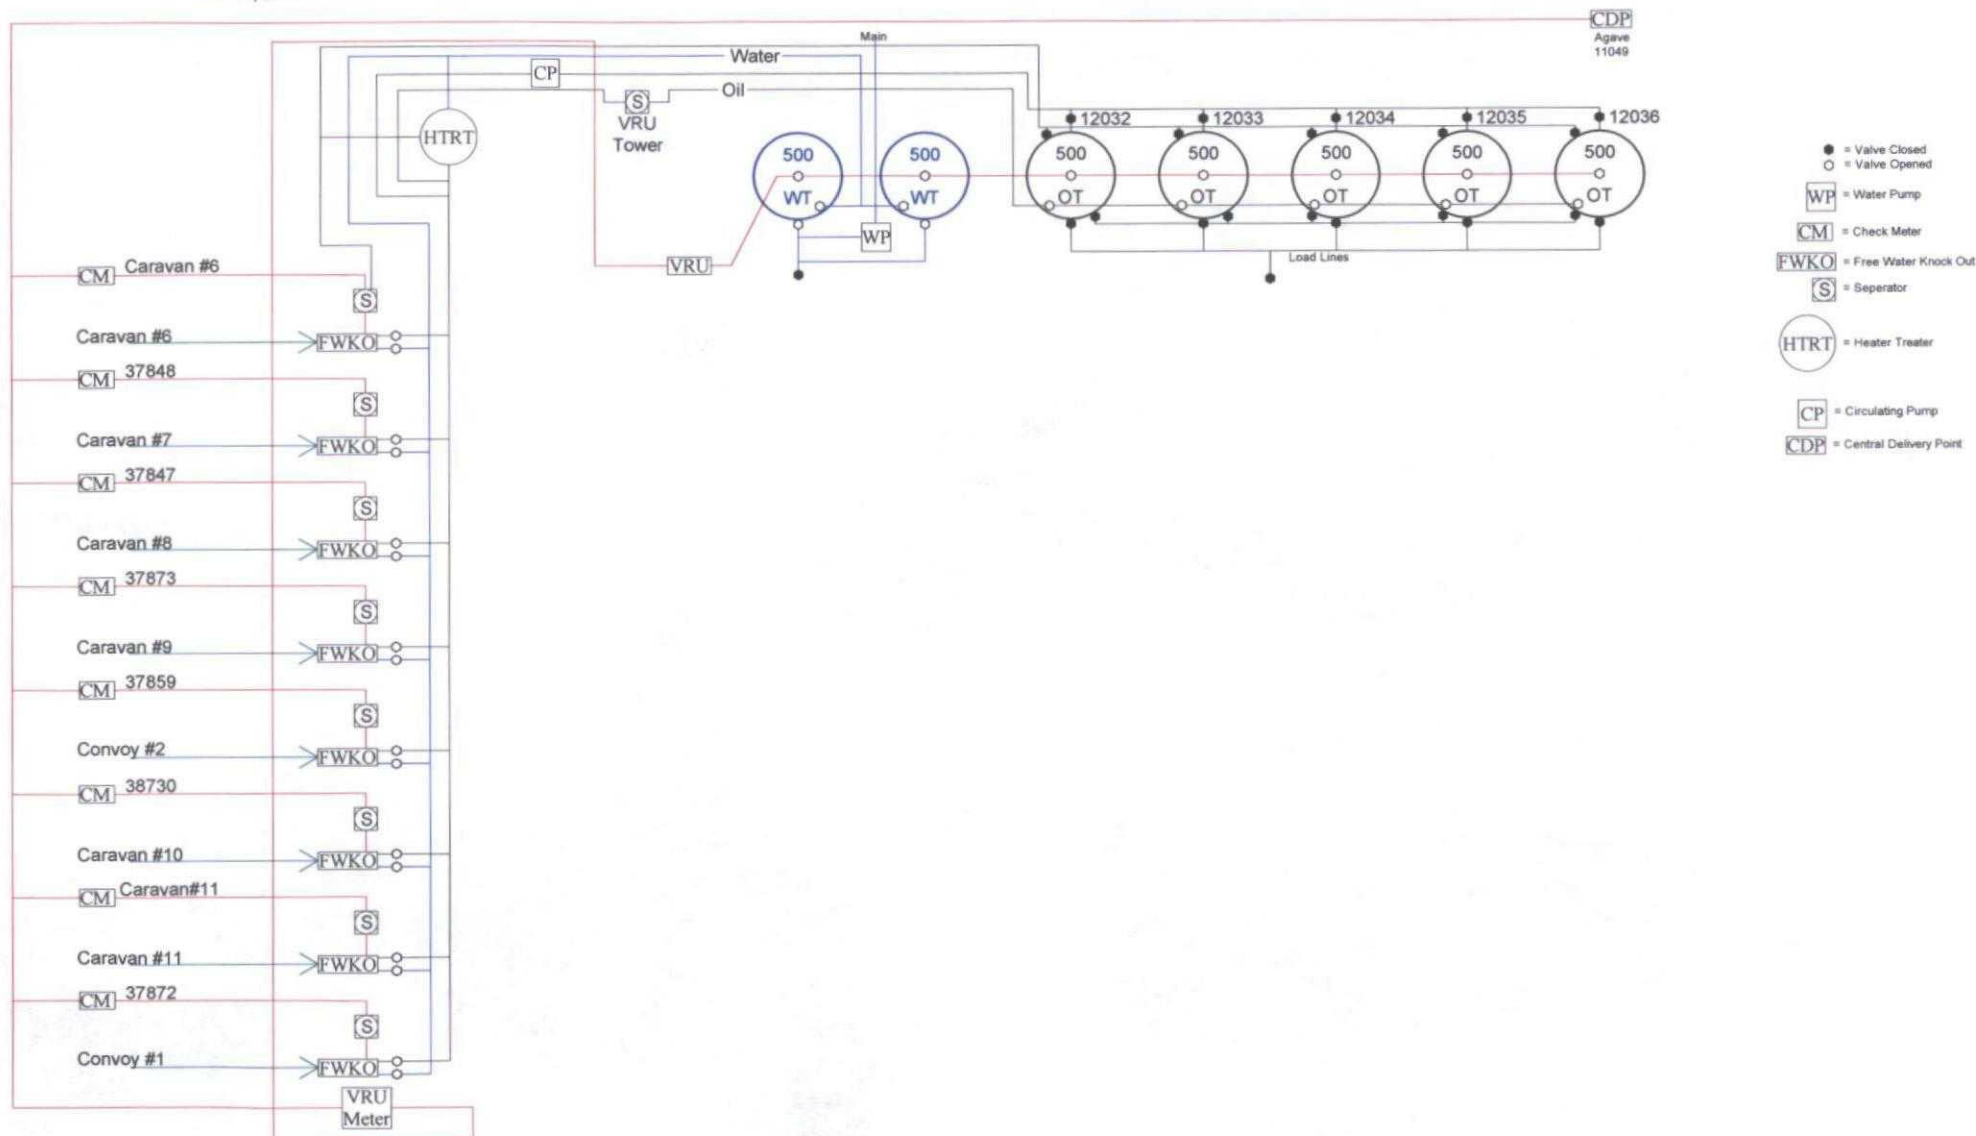 CDP
Agave
11049
Main
Water
CP
Oil
S
VRU
Tower
HTRT
12032
12033
12034
12035
12036
500
WT
500
WT
500
OT
500
OT
500
OT
500
OT
500
OT
WP
VRU
Load Lines
= Valve Closed
= Valve Opened
WP = Water Pump
CM = Check Meter
FWKO = Free Water Knock Out
S = Seperator
HTRT = Heater Treater
CP = Circulating Pump
CDP = Central Delivery Point
CM Caravan #6
S
Caravan #6 FWKO
CM 37848
S
Caravan #7 FWKO
CM 37847
S
Caravan #8 FWKO
CM 37873
S
Caravan #9 FWKO
CM 37859
S
Convoy #2 FWKO
CM 38730
S
Caravan #10 FWKO
CM Caravan#11
S
Caravan #11 FWKO
CM 37872
S
Convoy #1 FWKO
VRU
Meter